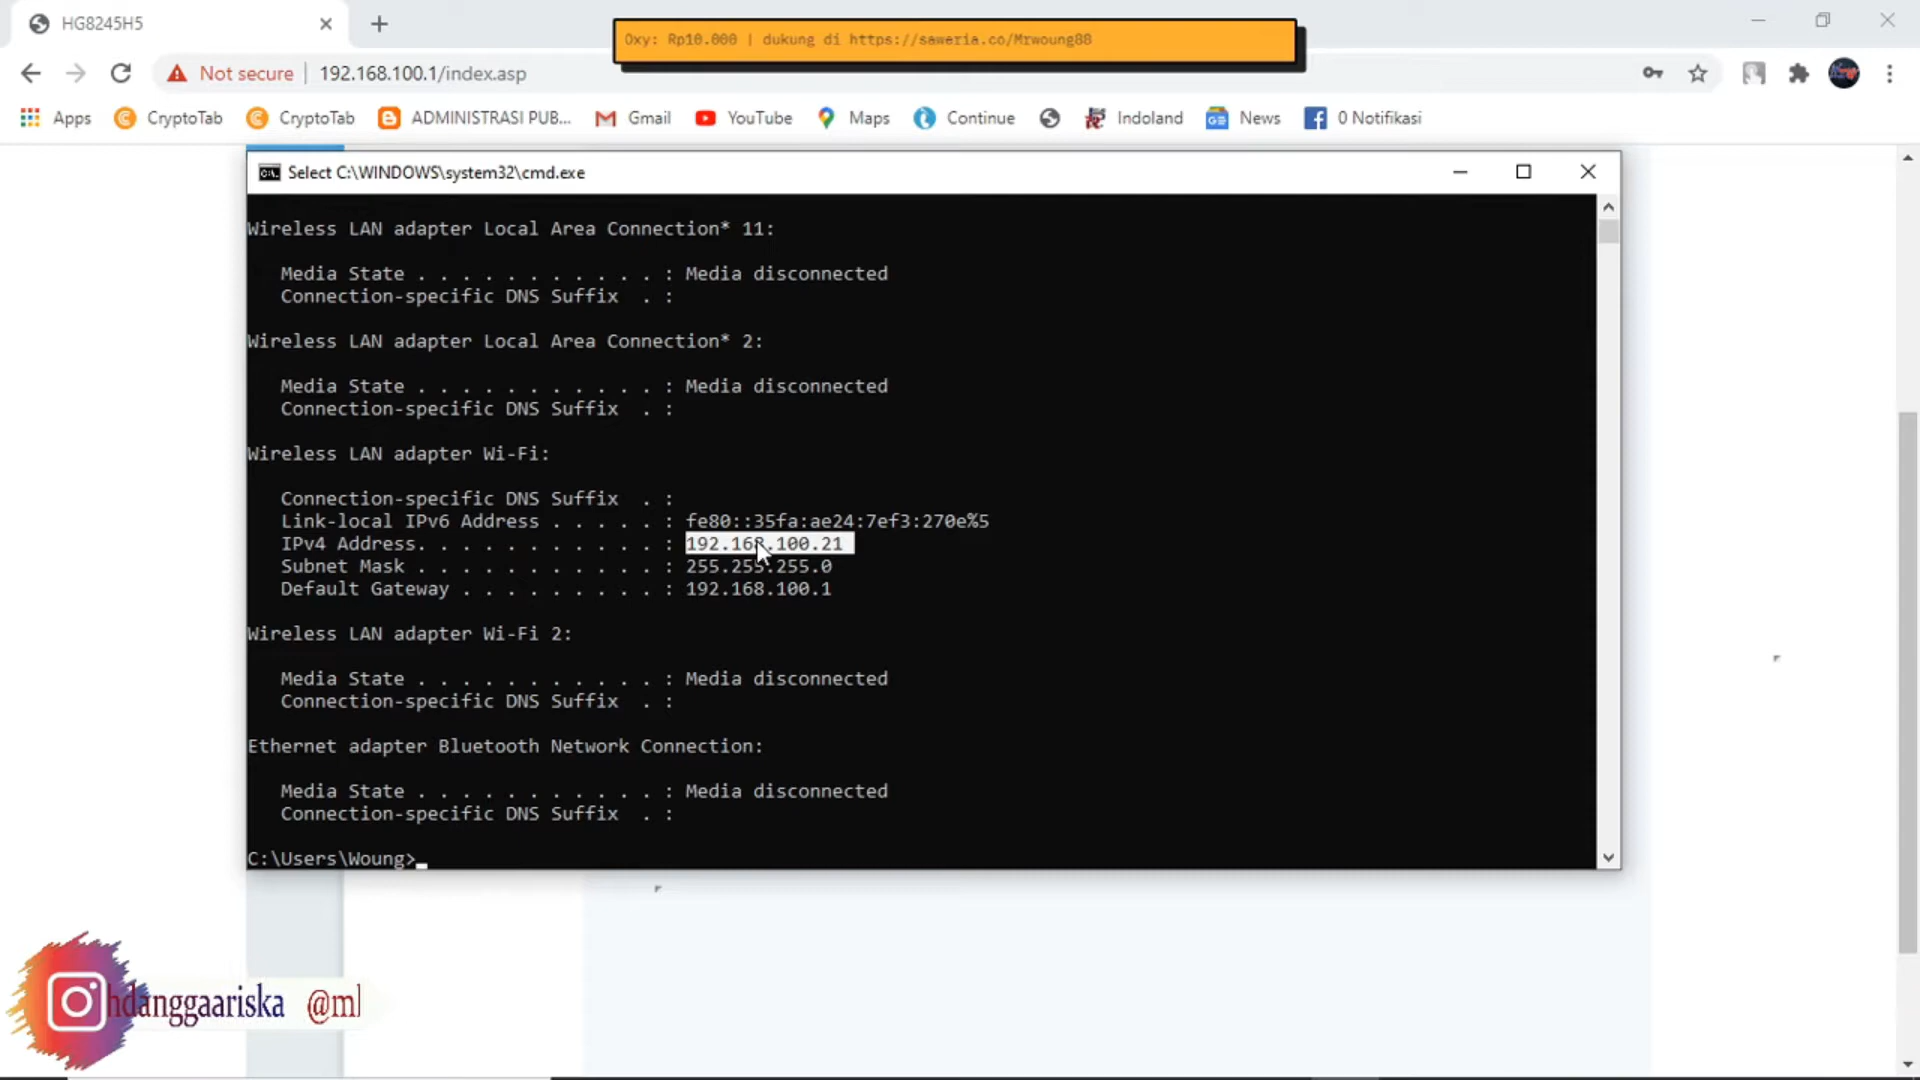 HG8245H5
Oxy: Rp10.000 | dukung di https://saweria.co/Mrwoung88
Not secure 192.168.100.1/index.asp
Apps CryptoTab CryptoTab ADMINISTRASI PUB... Gmail YouTube Maps Continue Indoland News 0 Notifikasi
Select C:\WINDOWS\system32\cmd.exe
Wireless LAN adapter Local Area Connection* 11:
Media State . . . . . . . . . . . : Media disconnected
Connection-specific DNS Suffix . :
Wireless LAN adapter Local Area Connection* 2:
Media State . . . . . . . . . . . : Media disconnected
Connection-specific DNS Suffix . :
Wireless LAN adapter Wi-Fi:
Connection-specific DNS Suffix . :
Link-local IPv6 Address . . . . . : fe80::35fa:ae24:7ef3:270e%5
IPv4 Address. . . . . . . . . . . : 192.168.100.21
Subnet Mask . . . . . . . . . . . : 255.255.255.0
Default Gateway . . . . . . . . . : 192.168.100.1
Wireless LAN adapter Wi-Fi 2:
Media State . . . . . . . . . . . : Media disconnected
Connection-specific DNS Suffix . :
Ethernet adapter Bluetooth Network Connection:
Media State . . . . . . . . . . . : Media disconnected
Connection-specific DNS Suffix . :
C:\Users\Woung>
hdanggaariska @ml